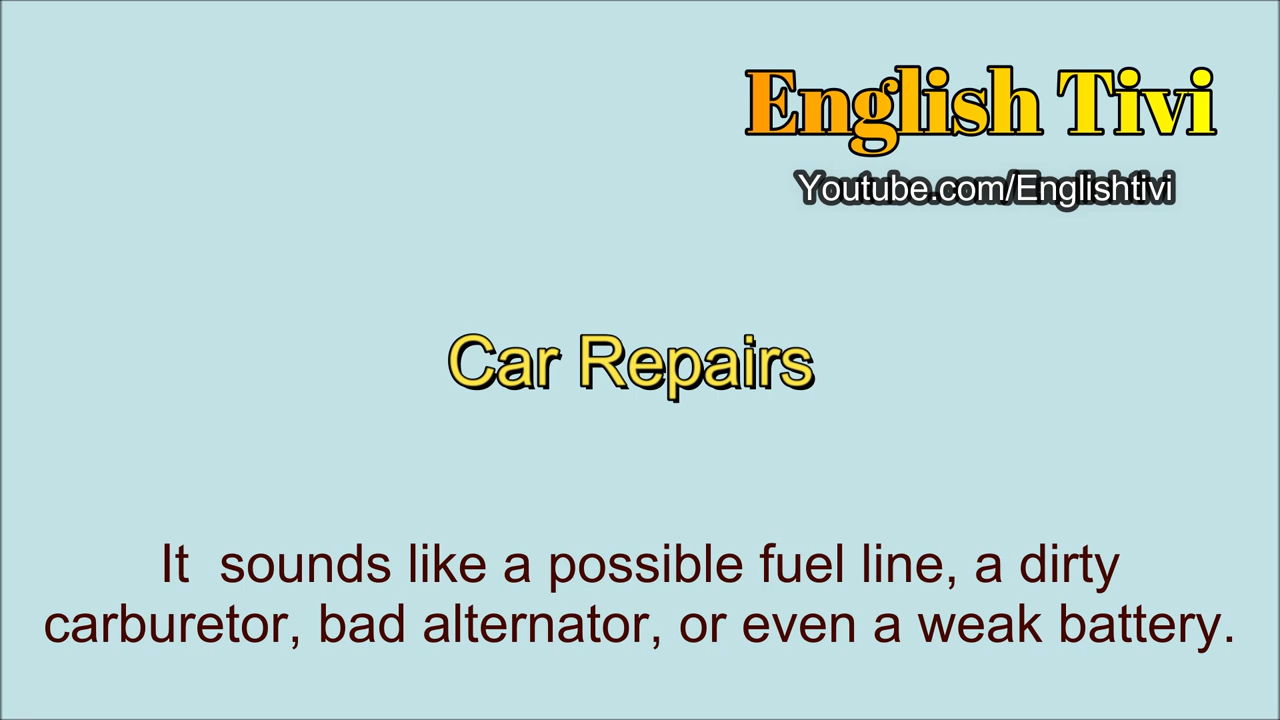 English Tivi
Youtube.com/Englishtivi
Car Repairs
It  sounds like a possible fuel line, a dirty
carburetor, bad alternator, or even a weak battery.